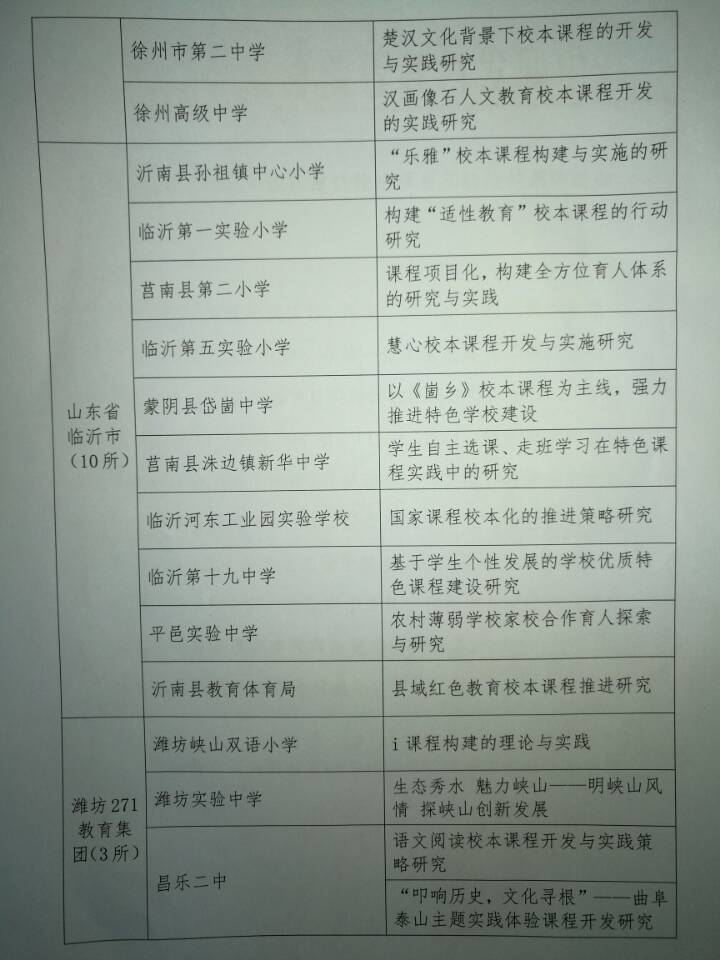 徐州市第二中学
楚汉文化背景下校本课程的开发
与实践研究
徐州高级中学
汉画像石人文教育校本课程开发
的实践研究
山东省
临沂市
（10所）
沂南县孙祖镇中心小学
“乐雅”校本课程构建与实施的研
究
临沂第一实验小学
构建“适性教育”校本课程的行动
研究
莒南县第二小学
课程项目化，构建全方位育人体系
的研究与实践
临沂第五实验小学
慧心校本课程开发与实施研究
蒙阴县岱崮中学
以《崮乡》校本课程为主线，强力
推进特色学校建设
莒南县洙边镇新华中学
学生自主选课、走班学习在特色课
程实践中的研究
临沂河东工业园实验学校
国家课程校本化的推进策略研究
临沂第十九中学
基于学生个性发展的学校优质特
色课程建设研究
平邑实验中学
农村薄弱学校家校合作育人探索
与研究
沂南县教育体育局
县域红色教育校本课程推进研究
潍坊271
教育集
团（3所）
潍坊峡山双语小学
i课程构建的理论与实践
潍坊实验中学
生态秀水 魅力峡山——明峡山风
情 探峡山创新发展
昌乐二中
语文阅读校本课程开发与实践策
略研究
“叩响历史，文化寻根”——曲阜
泰山主题实践体验课程开发研究